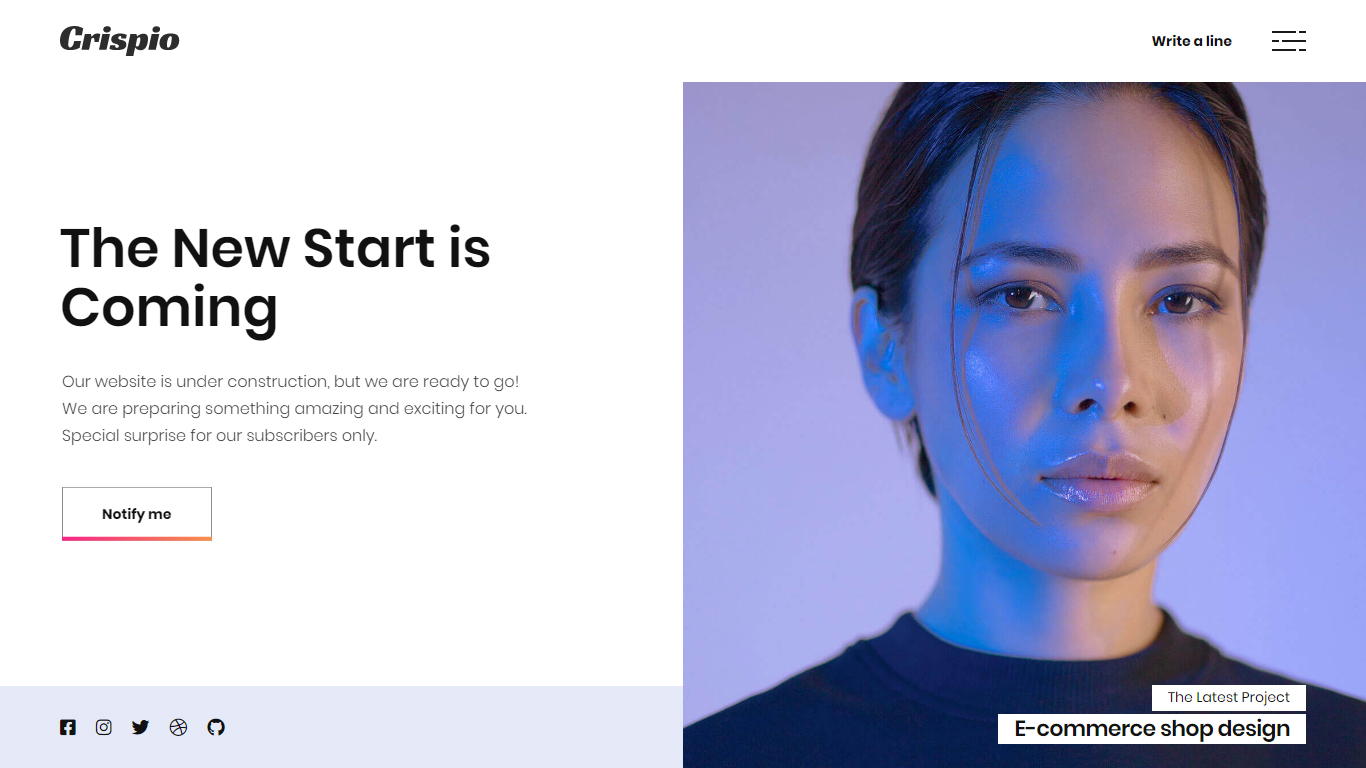 Crispio
Write a line
The New Start is
Coming
Our website is under construction, but we are ready to go!
We are preparing something amazing and exciting for you.
Special surprise for our subscribers only.
Notify me
The Latest Project
E-commerce shop design